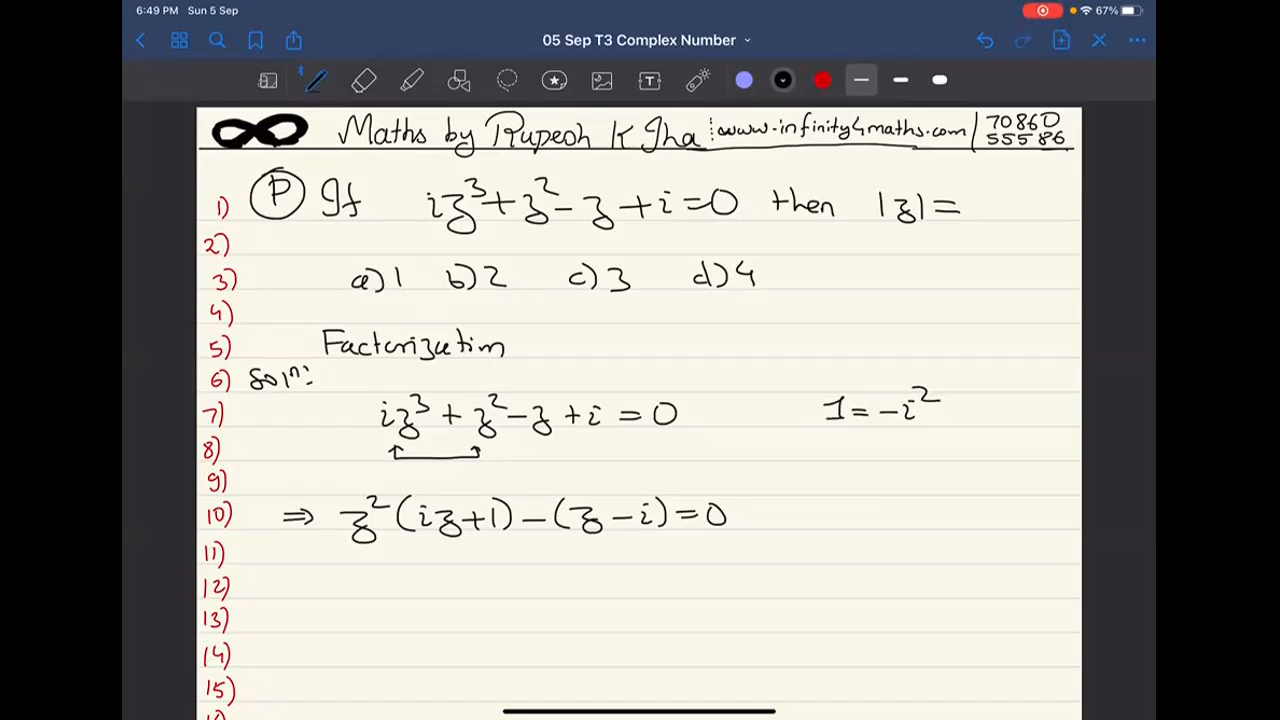 6:49 PM Sun 5 Sep 67%
05 Sep T3 Complex Number
Maths by Rupesh K Jha www.infinity4maths.com 70860 55586
1) P If iz³+z²-z+i=0 then |z|=
2)
3) a) 1 b) 2 c) 3 d) 4
4)
5) Factorization
6) Solⁿ:
7) iz³+z²-z+i=0 1=-i²
8)
9)
10) ⇒ z²(iz+1)-(z-i)=0
11)
12)
13)
14)
15)